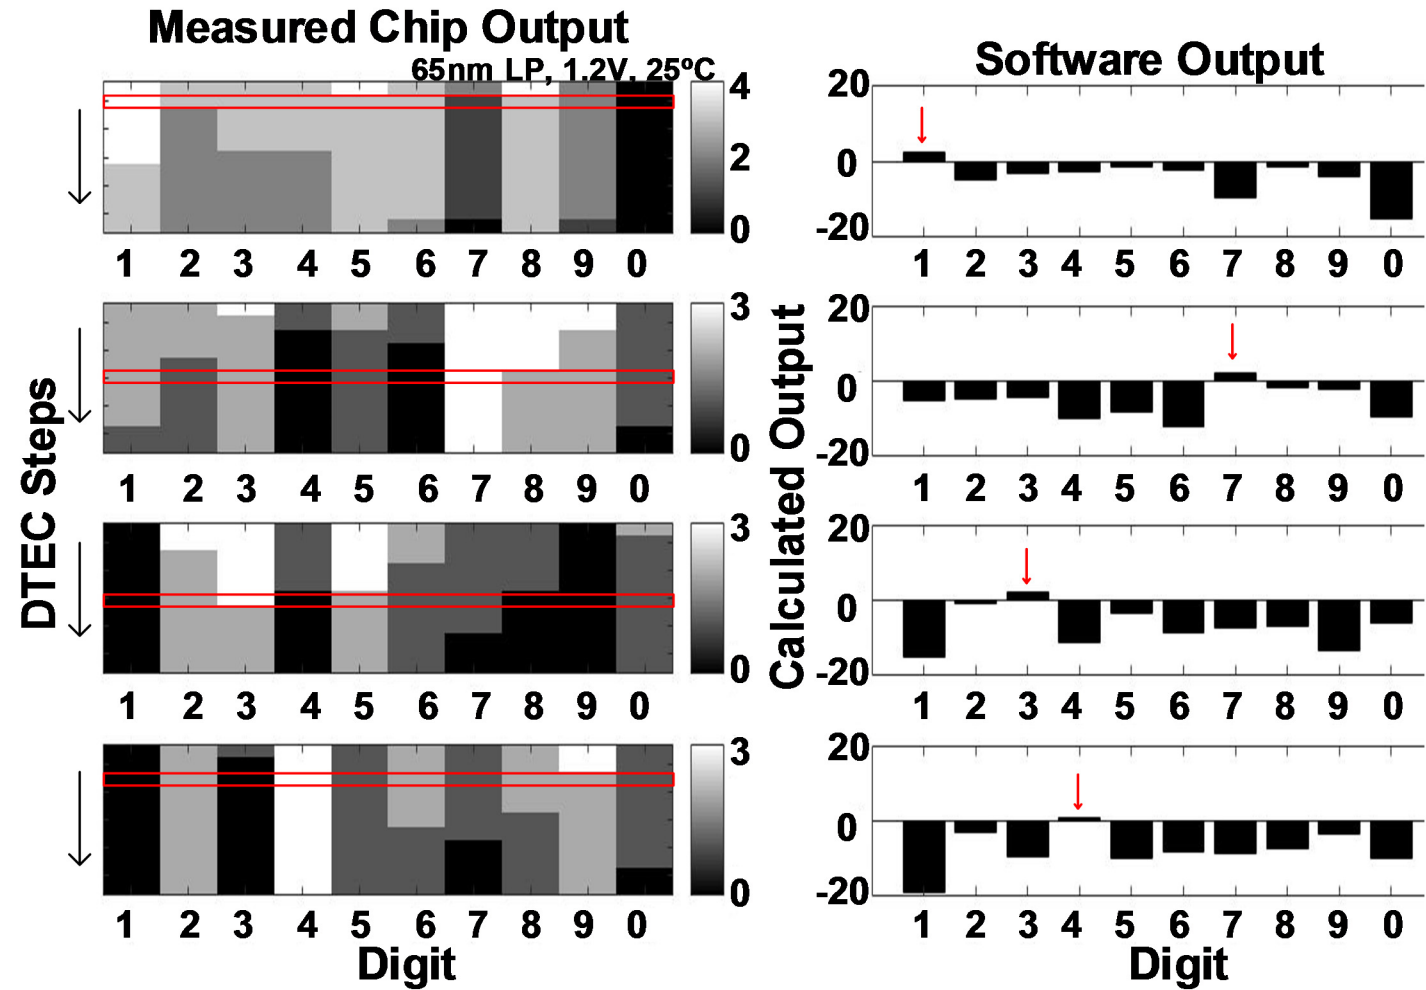 Measured Chip Output
65nm LP, 1.2V, 25ºC
Software Output
4
2
0
1 2 3 4 5 6 7 8 9 0
20
0
-20
1 2 3 4 5 6 7 8 9 0
3
0
1 2 3 4 5 6 7 8 9 0
20
0
-20
1 2 3 4 5 6 7 8 9 0
DTEC Steps
Calculated Output
3
0
1 2 3 4 5 6 7 8 9 0
20
0
-20
1 2 3 4 5 6 7 8 9 0
3
0
1 2 3 4 5 6 7 8 9 0
Digit
20
0
-20
1 2 3 4 5 6 7 8 9 0
Digit